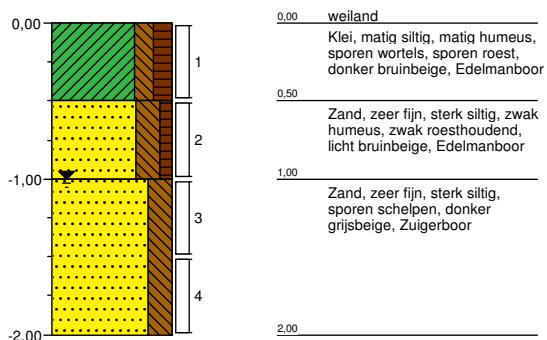 0,00
-1,00
-2,00
1
2
3
4
0,00 weiland
Klei, matig siltig, matig humeus,
sporen wortels, sporen roest,
donker bruinbeige, Edelmanboor
0,50
Zand, zeer fijn, sterk siltig, zwak
humeus, zwak roesthoudend,
licht bruinbeige, Edelmanboor
1,00
Zand, zeer fijn, sterk siltig,
sporen schelpen, donker
grijsbeige, Zuigerboor
2,00